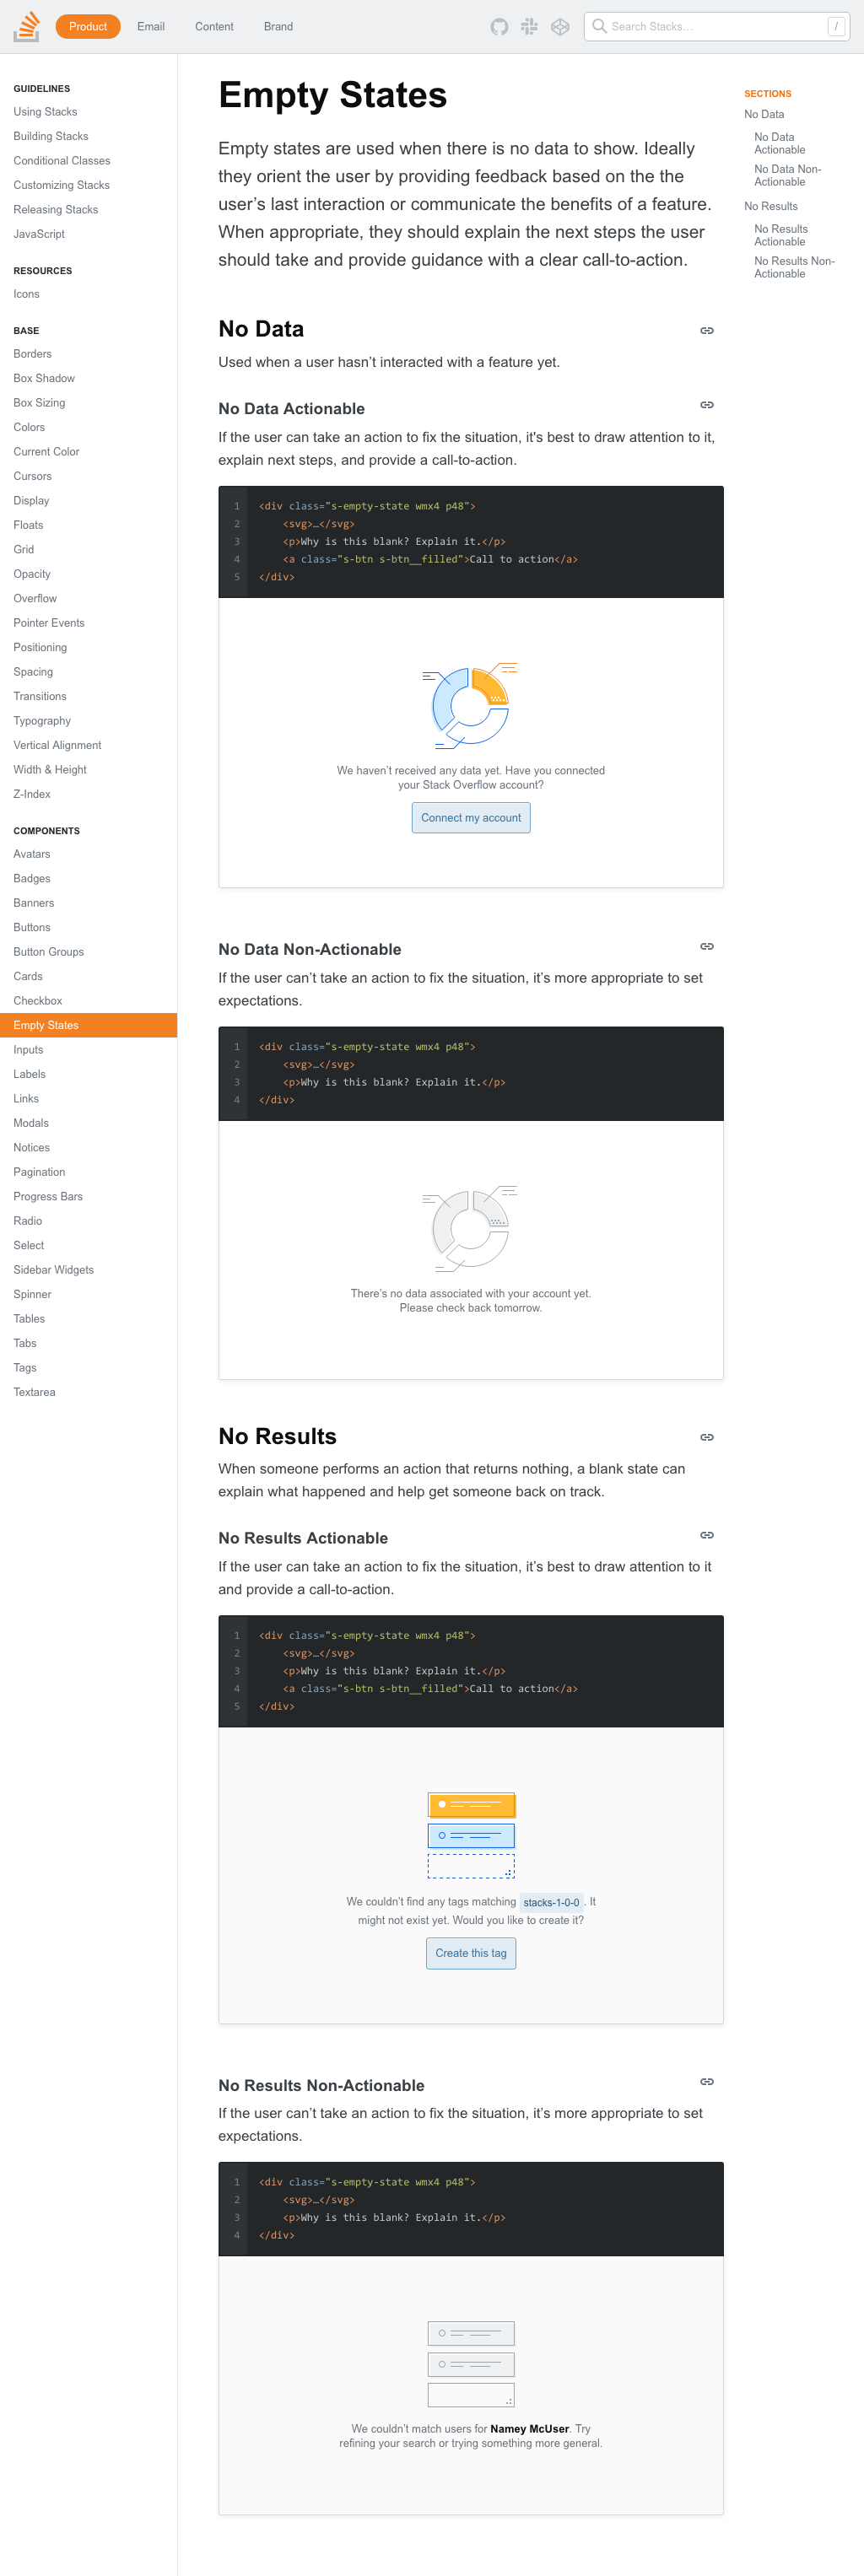 Product
Email
Content
Brand
Search Stacks…
/
GUIDELINES
Using Stacks
Building Stacks
Conditional Classes
Customizing Stacks
Releasing Stacks
JavaScript
RESOURCES
Icons
BASE
Borders
Box Shadow
Box Sizing
Colors
Current Color
Cursors
Display
Floats
Grid
Opacity
Overflow
Pointer Events
Positioning
Spacing
Transitions
Typography
Vertical Alignment
Width & Height
Z-Index
COMPONENTS
Avatars
Badges
Banners
Buttons
Button Groups
Cards
Checkbox
Empty States
Inputs
Labels
Links
Modals
Notices
Pagination
Progress Bars
Radio
Select
Sidebar Widgets
Spinner
Tables
Tabs
Tags
Textarea
Empty States
Empty states are used when there is no data to show. Ideally
they orient the user by providing feedback based on the the
user’s last interaction or communicate the benefits of a feature.
When appropriate, they should explain the next steps the user
should take and provide guidance with a clear call-to-action.
No Data
Used when a user hasn’t interacted with a feature yet.
No Data Actionable
If the user can take an action to fix the situation, it's best to draw attention to it,
explain next steps, and provide a call-to-action.
1 <div class="s-empty-state wmx4 p48">
2 <svg>…</svg>
3 <p>Why is this blank? Explain it.</p>
4 <a class="s-btn s-btn__filled">Call to action</a>
5 </div>
We haven’t received any data yet. Have you connected
your Stack Overflow account?
Connect my account
No Data Non-Actionable
If the user can’t take an action to fix the situation, it’s more appropriate to set
expectations.
1 <div class="s-empty-state wmx4 p48">
2 <svg>…</svg>
3 <p>Why is this blank? Explain it.</p>
4 </div>
There’s no data associated with your account yet.
Please check back tomorrow.
No Results
When someone performs an action that returns nothing, a blank state can
explain what happened and help get someone back on track.
No Results Actionable
If the user can take an action to fix the situation, it’s best to draw attention to it
and provide a call-to-action.
1 <div class="s-empty-state wmx4 p48">
2 <svg>…</svg>
3 <p>Why is this blank? Explain it.</p>
4 <a class="s-btn s-btn__filled">Call to action</a>
5 </div>
We couldn’t find any tags matching stacks-1-0-0. It
might not exist yet. Would you like to create it?
Create this tag
No Results Non-Actionable
If the user can’t take an action to fix the situation, it’s more appropriate to set
expectations.
1 <div class="s-empty-state wmx4 p48">
2 <svg>…</svg>
3 <p>Why is this blank? Explain it.</p>
4 </div>
We couldn’t match users for Namey McUser. Try
refining your search or trying something more general.
SECTIONS
No Data
No Data
Actionable
No Data Non-
Actionable
No Results
No Results
Actionable
No Results Non-
Actionable